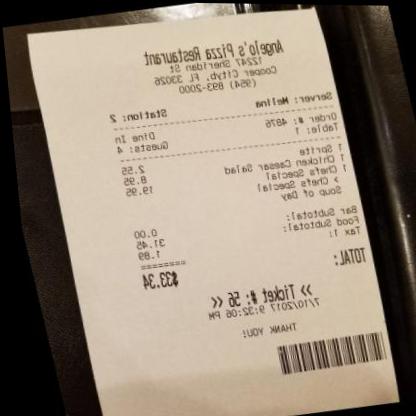 Angelo's Pizza Restaurant
12247 Sheridan St
Cooper Cityb, FL 33026
(954) 893-2000
Server: Melina Station: 2
Order #: 4876 Dine In
Table: 1 Guests: 4
1 Sprite 2.55
1 Chicken Caesar Salad 8.95
1 Chefs Special 19.95
> Chefs Special
Soup of Day
Bar Subtotal: 0.00
Food Subtotal: 31.45
Tax 1: 1.89
TOTAL: $33.34
>> Ticket #: 56 <<
7/10/2017 9:32:06 PM
THANK YOU!